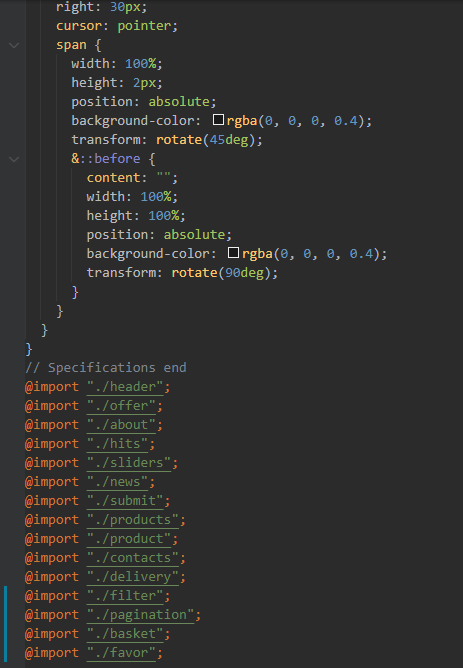 right: 30px;
cursor: pointer;
span {
width: 100%;
height: 2px;
position: absolute;
background-color: rgba(0, 0, 0, 0.4);
transform: rotate(45deg);
&::before {
content: "";
width: 100%;
height: 100%;
position: absolute;
background-color: rgba(0, 0, 0, 0.4);
transform: rotate(90deg);
}
}
}
}
// Specifications end
@import "./header";
@import "./offer";
@import "./about";
@import "./hits";
@import "./sliders";
@import "./news";
@import "./submit";
@import "./products";
@import "./product";
@import "./contacts";
@import "./delivery";
@import "./filter";
@import "./pagination";
@import "./basket";
@import "./favor";